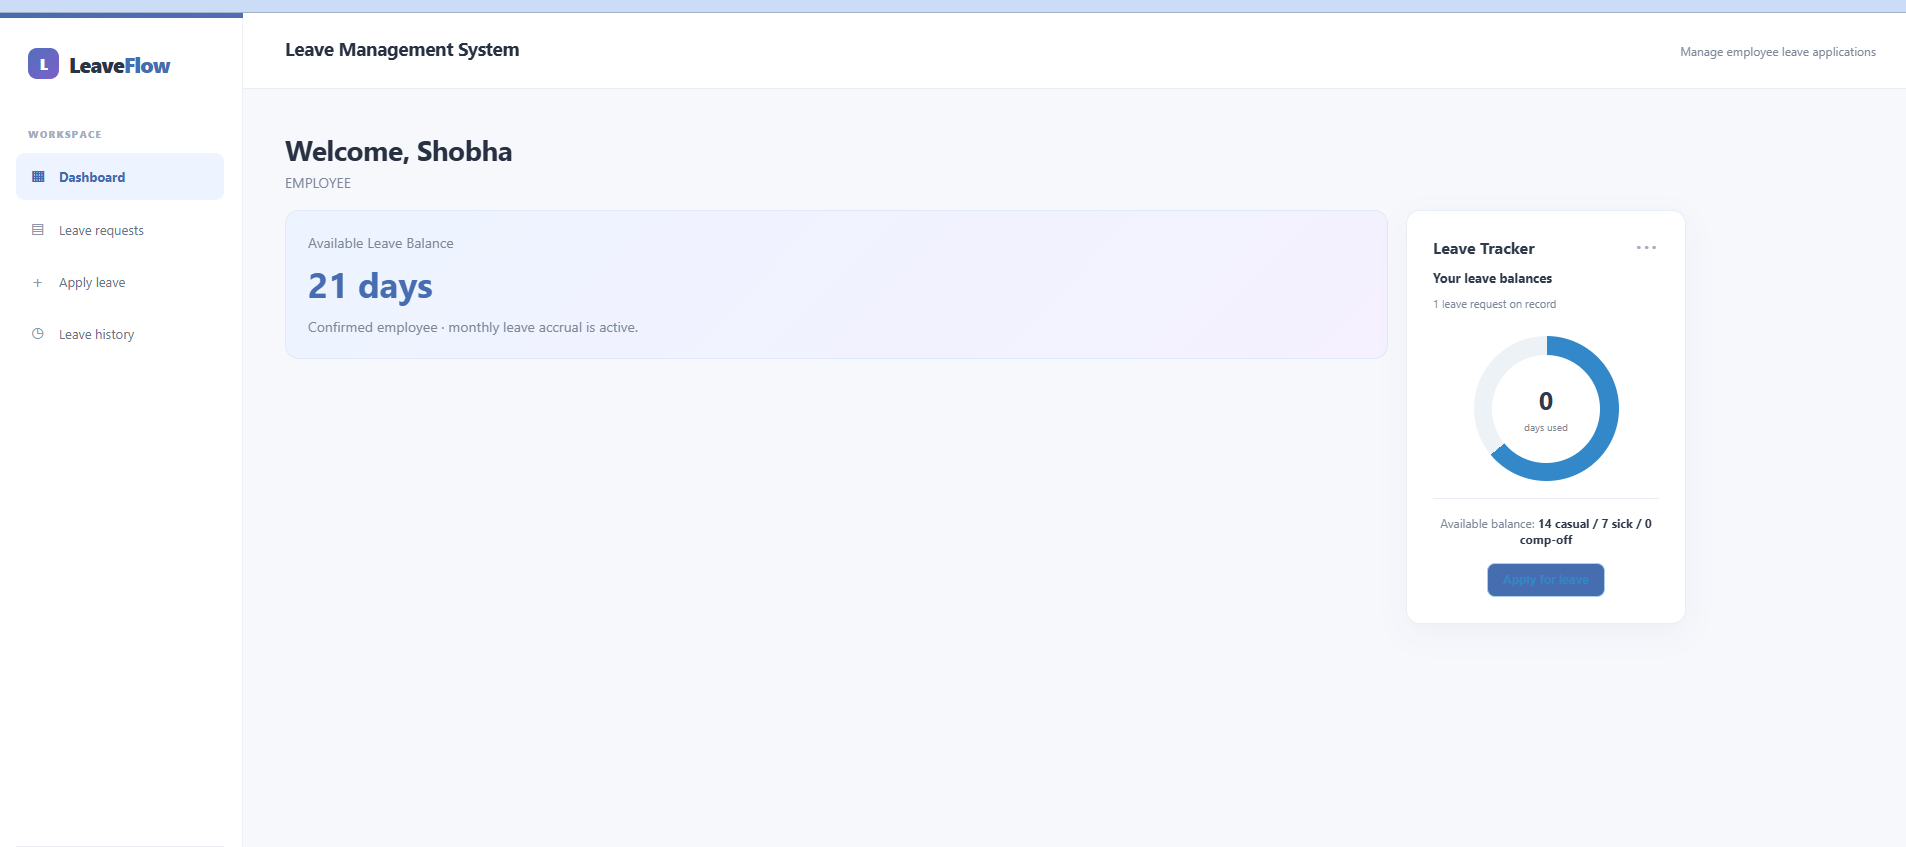 L LeaveFlow
Leave Management System
Manage employee leave applications
WORKSPACE
Dashboard
Leave requests
+ Apply leave
Leave history
Welcome, Shobha
EMPLOYEE
Available Leave Balance
21 days
Confirmed employee · monthly leave accrual is active.
Leave Tracker
Your leave balances
1 leave request on record
0
days used
Available balance: 14 casual / 7 sick / 0
comp-off
Apply for leave